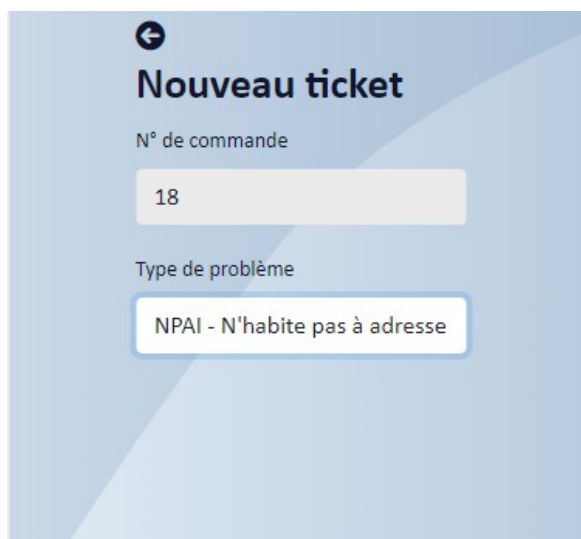 Nouveau ticket
N° de commande
18
Type de problème
NPAI - N'habite pas à adresse